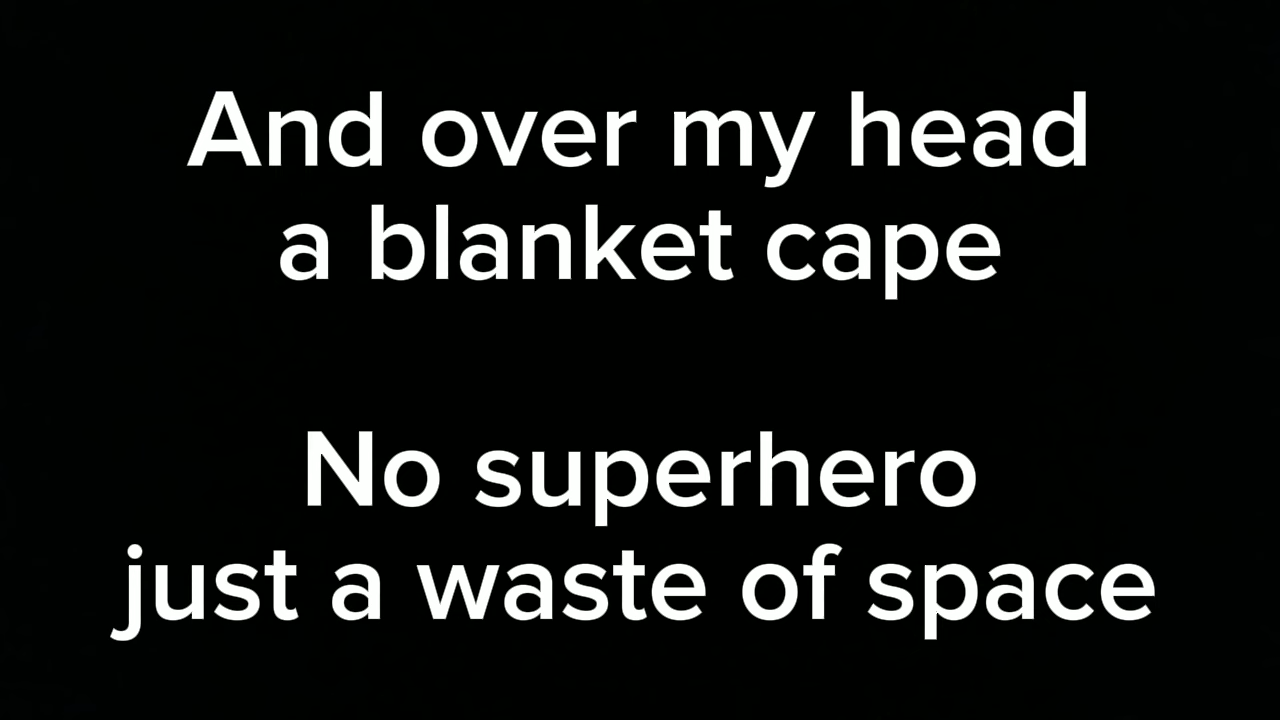 And over my head
a blanket cape
No superhero
just a waste of space